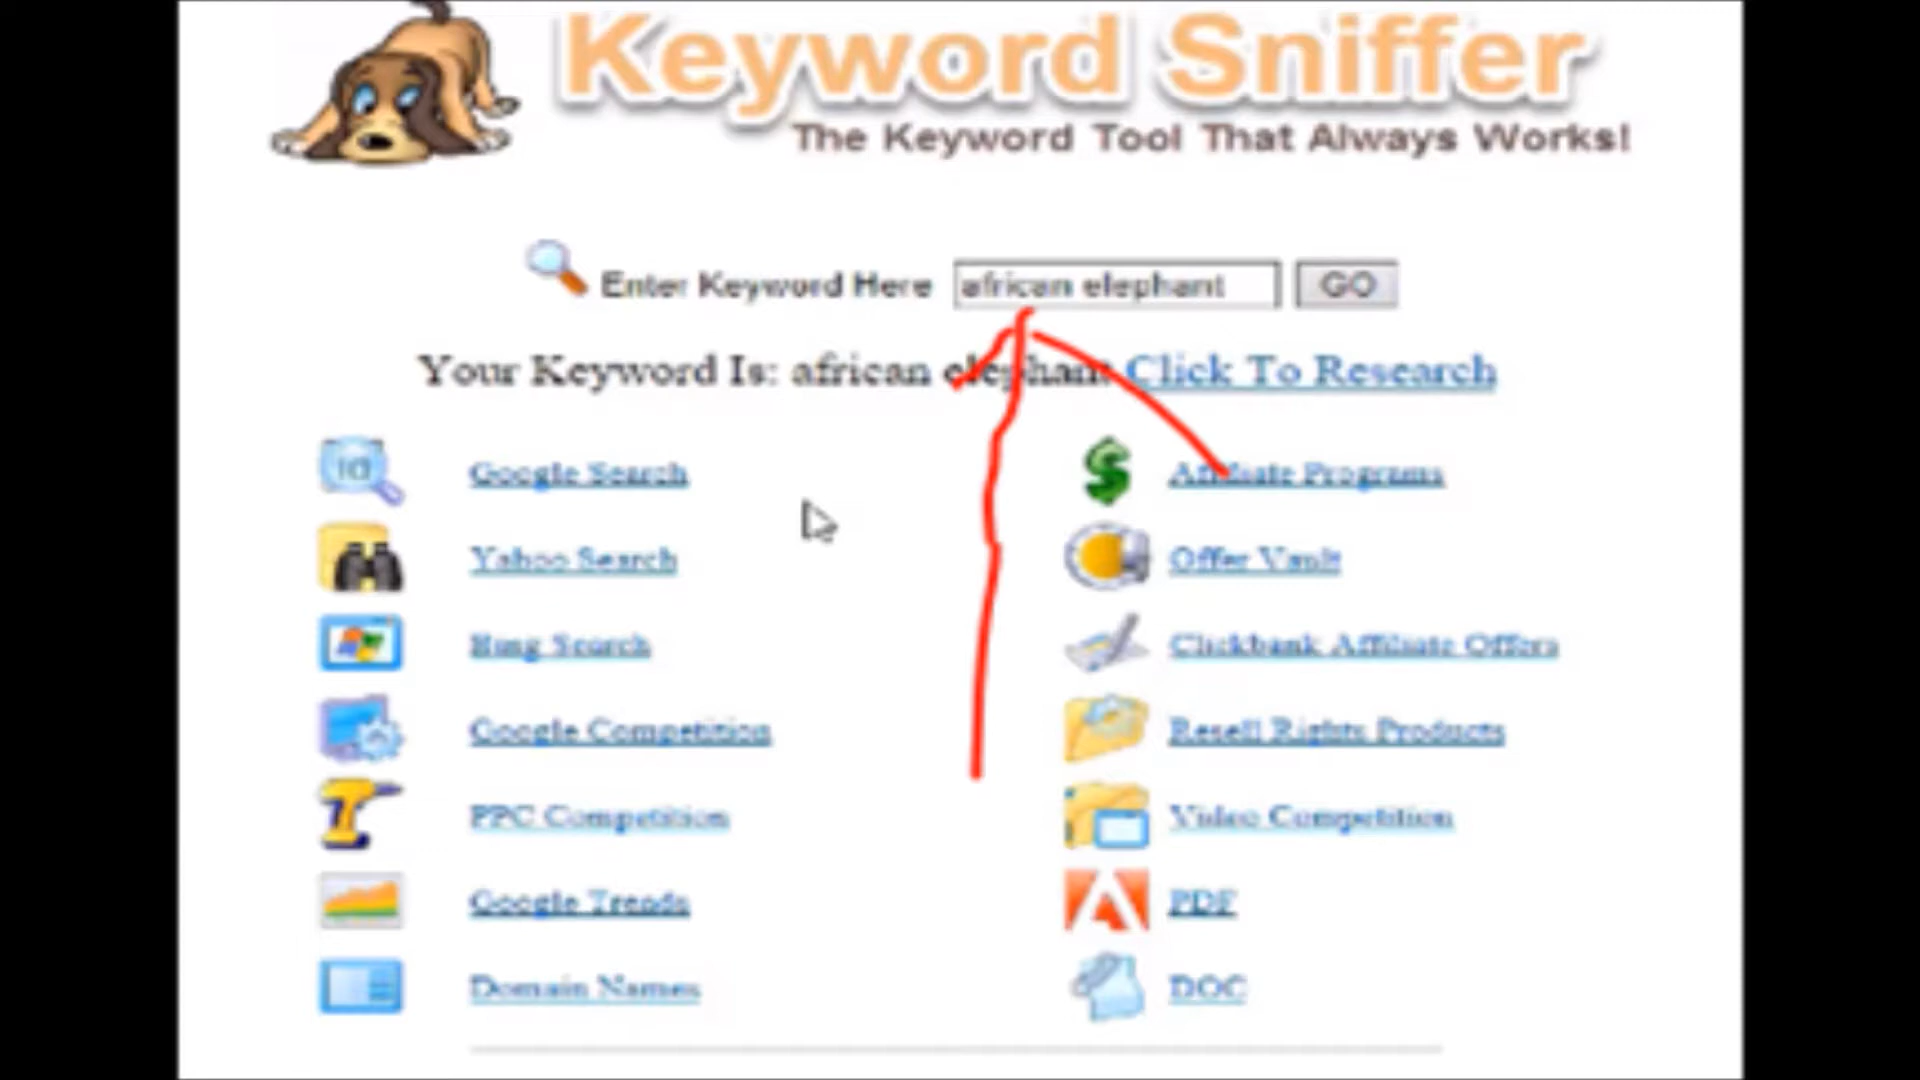 Keyword Sniffer
The Keyword Tool That Always Works!
Enter Keyword Here african elephant GO
Your Keyword Is: african elephant Click To Research
Google Search Affiliate Programs
Yahoo Search Offer Vault
Bing Search Clickbank Affiliate Offers
Google Competition Resell Rights Products
PPC Competition Video Competition
Google Trends PDF
Domain Names DOC